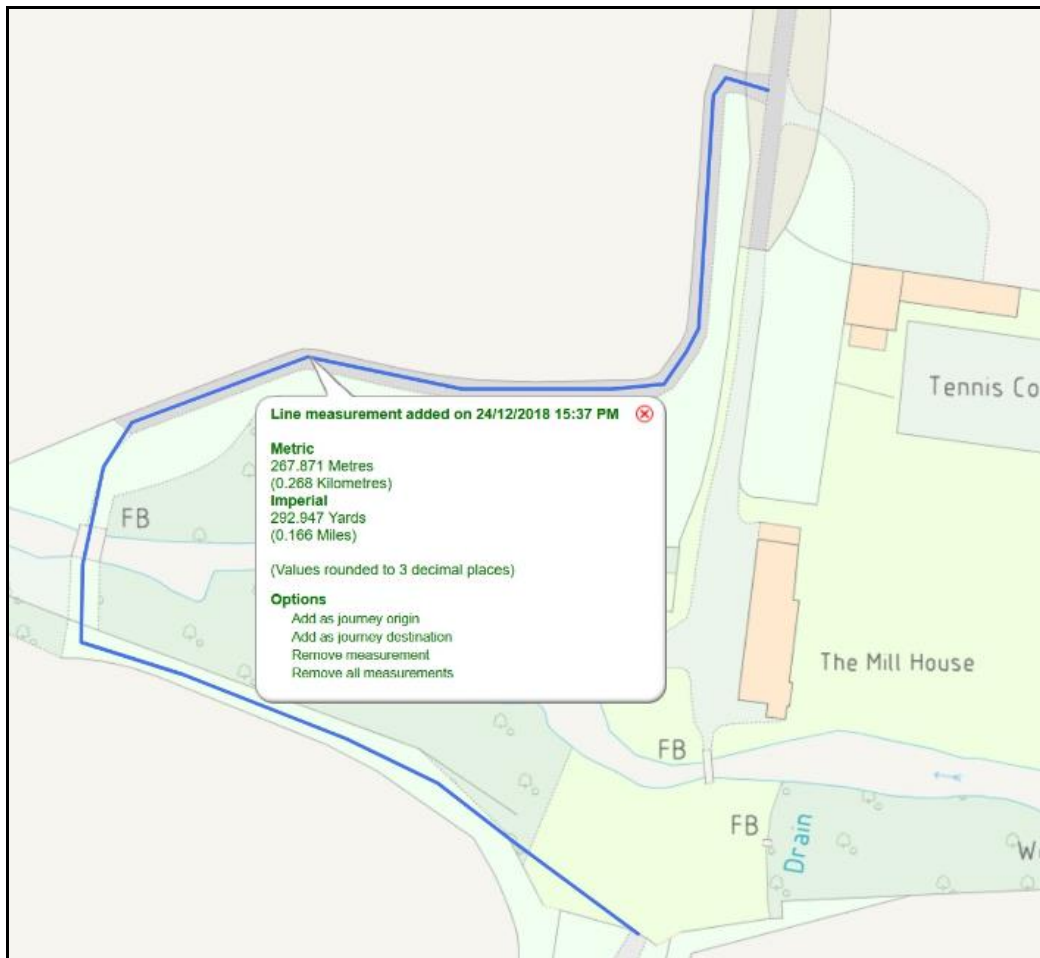 Line measurement added on 24/12/2018 15:37 PM
Metric
267.871 Metres
(0.268 Kilometres)
Imperial
292.947 Yards
(0.166 Miles)
(Values rounded to 3 decimal places)
Options
Add as journey origin
Add as journey destination
Remove measurement
Remove all measurements
Tennis Co
FB
The Mill House
FB
FB
Drain
W